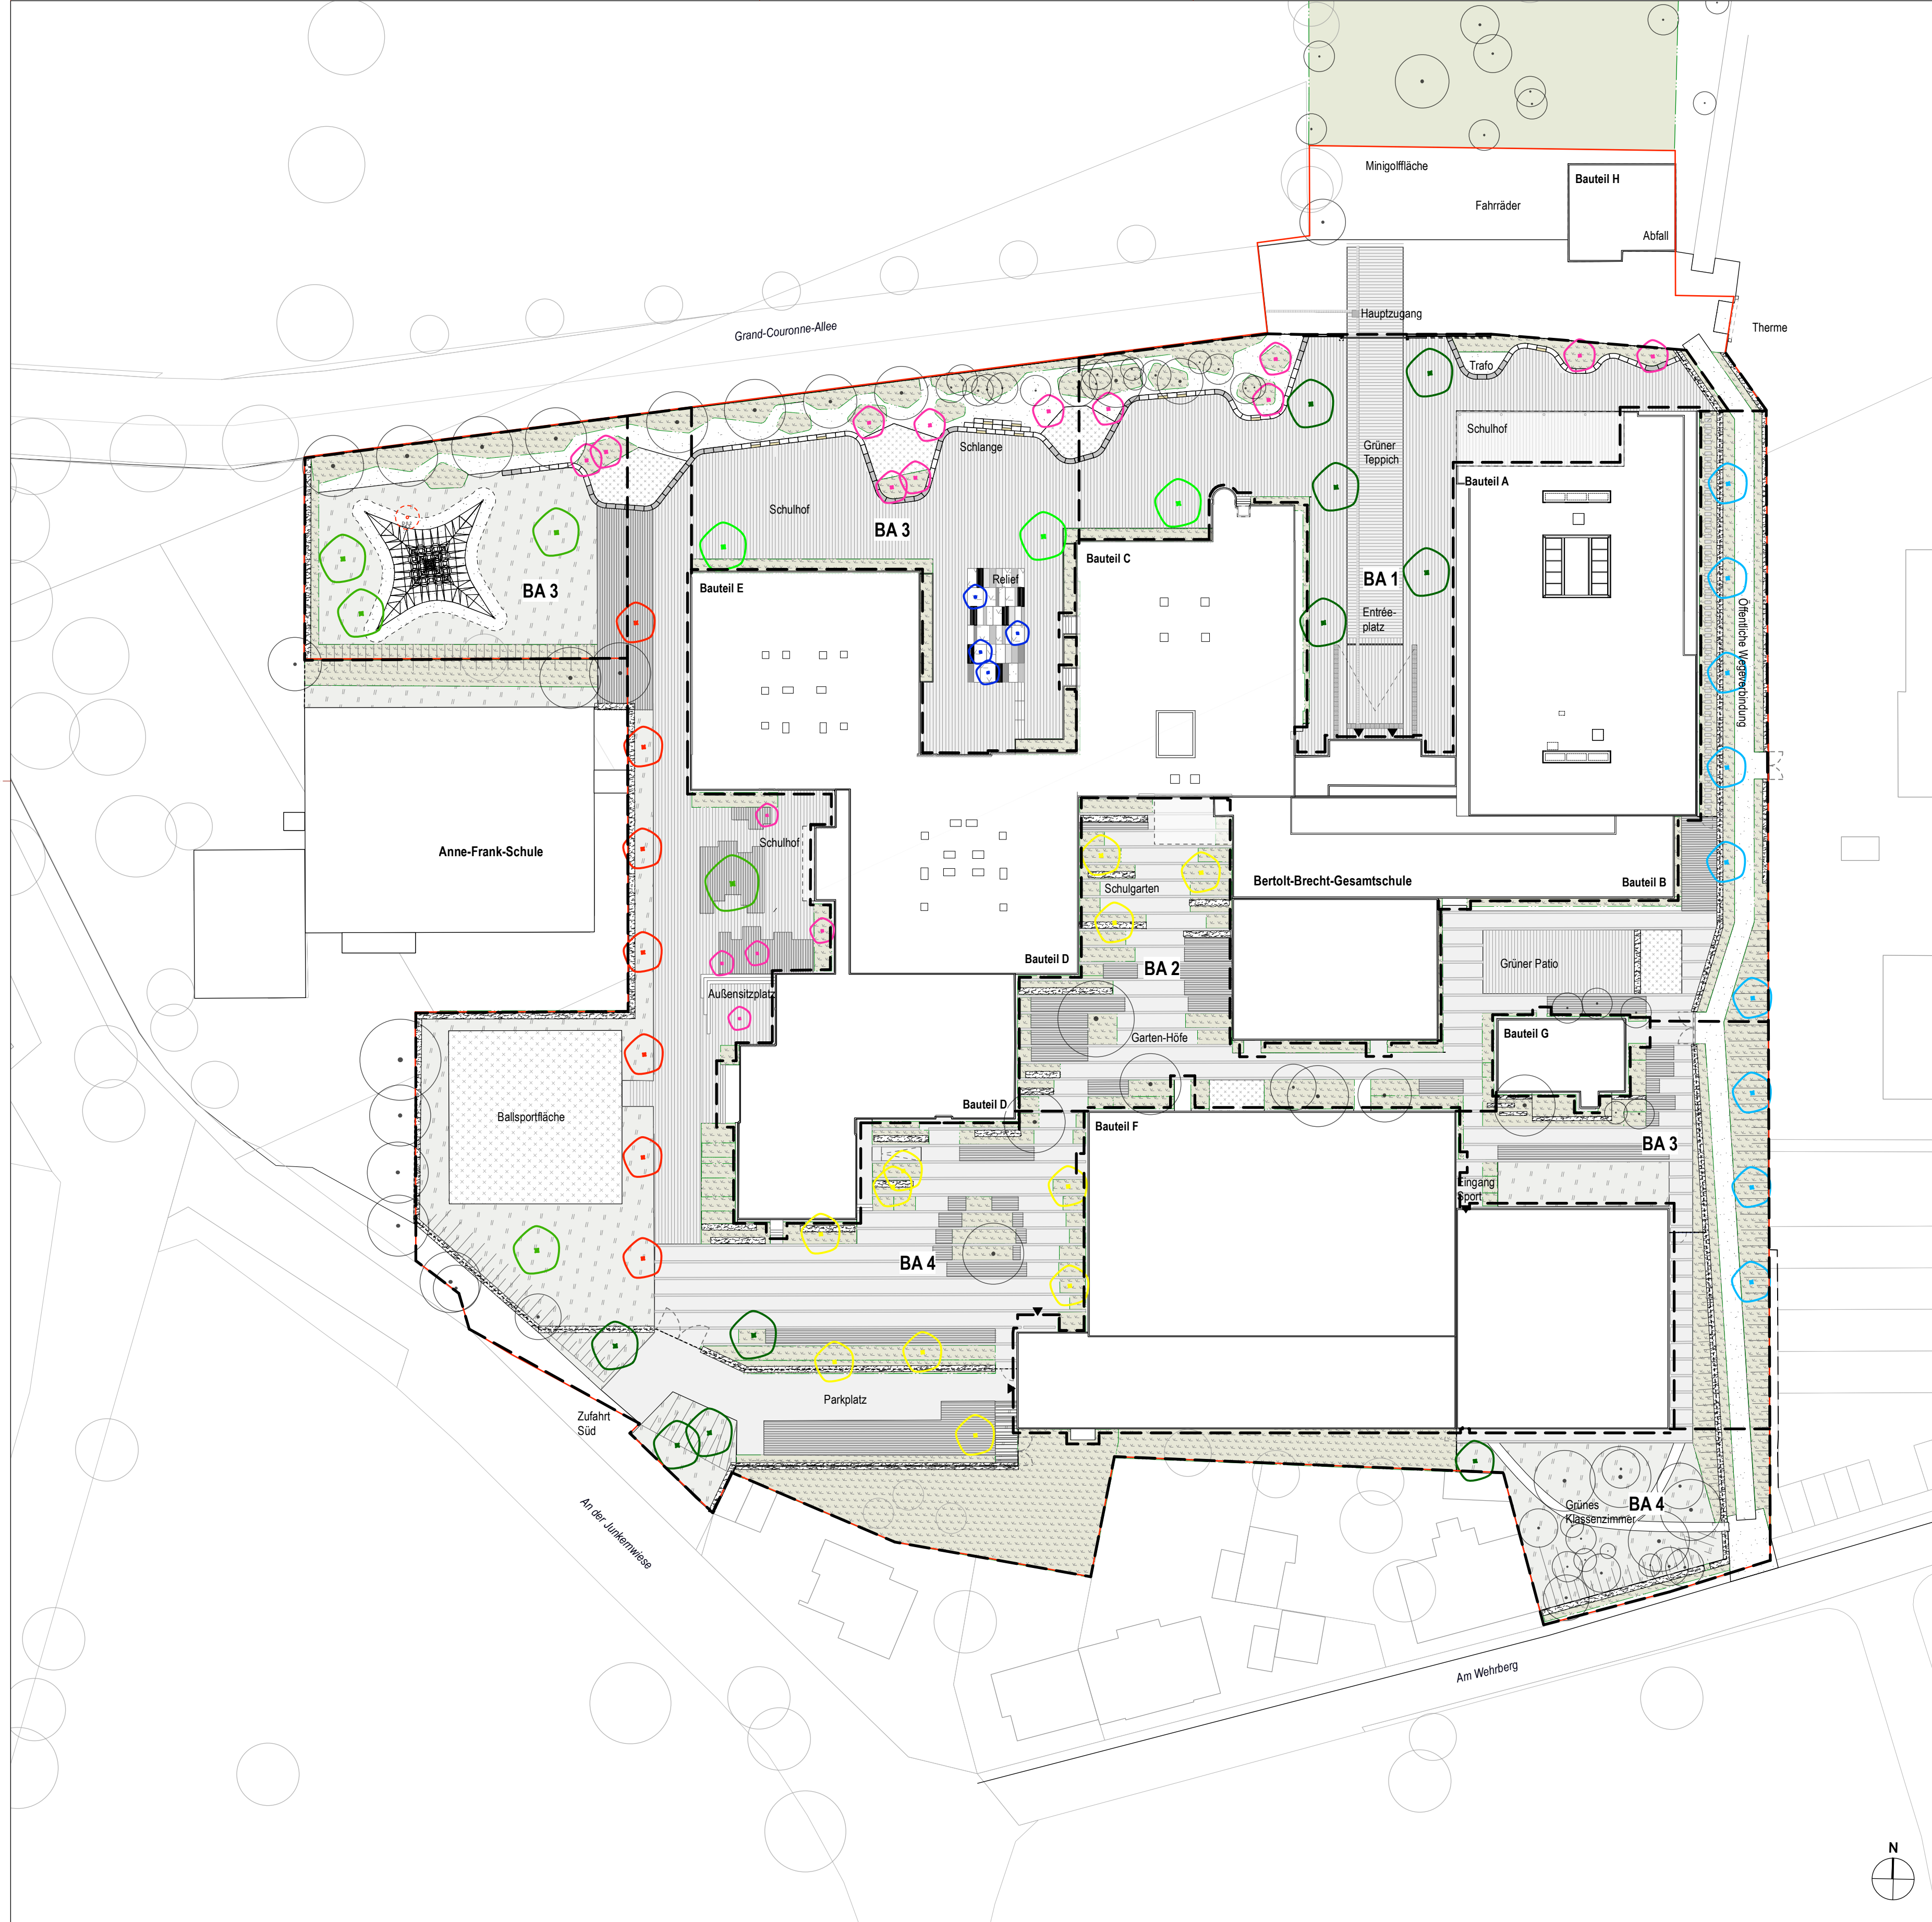 Minigolffläche
Bauteil H
Fahrräder
Abfall
Grand-Couronne-Allee
Hauptzugang
Therme
Trafo
Schulhof
Grüner
Teppich
Schlange
Bauteil A
Schulhof
BA 3
Bauteil C
BA 1
BA 3
Bauteil E
Relief
Entrée-
platz
Öffentliche Wegeverbindung
Anne-Frank-Schule
Schulhof
Schulgarten
Bertolt-Brecht-Gesamtschule
Bauteil B
Bauteil D
BA 2
Grüner Patio
Außensitzplatz
Garten-Höfe
Bauteil G
Ballsportfläche
Bauteil D
Bauteil F
BA 3
Eingang
Sport
BA 4
Parkplatz
Zufahrt
Süd
An der Junkernwiese
Grünes
Klassenzimmer
BA 4
Am Wehrberg
N